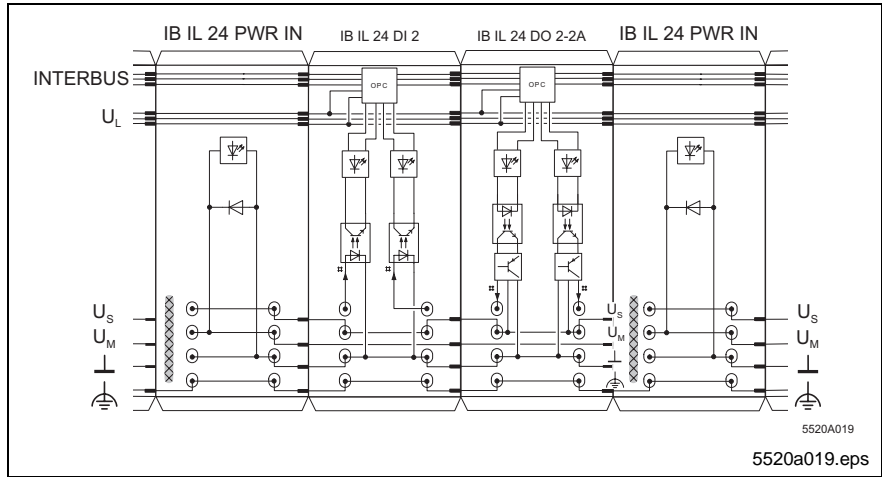 IB IL 24 PWR IN IB IL 24 DI 2 IB IL 24 DO 2-2A IB IL 24 PWR IN
INTERBUS
OPC OPC
UL
US US US
UM UM UM
5520A019
5520a019.eps